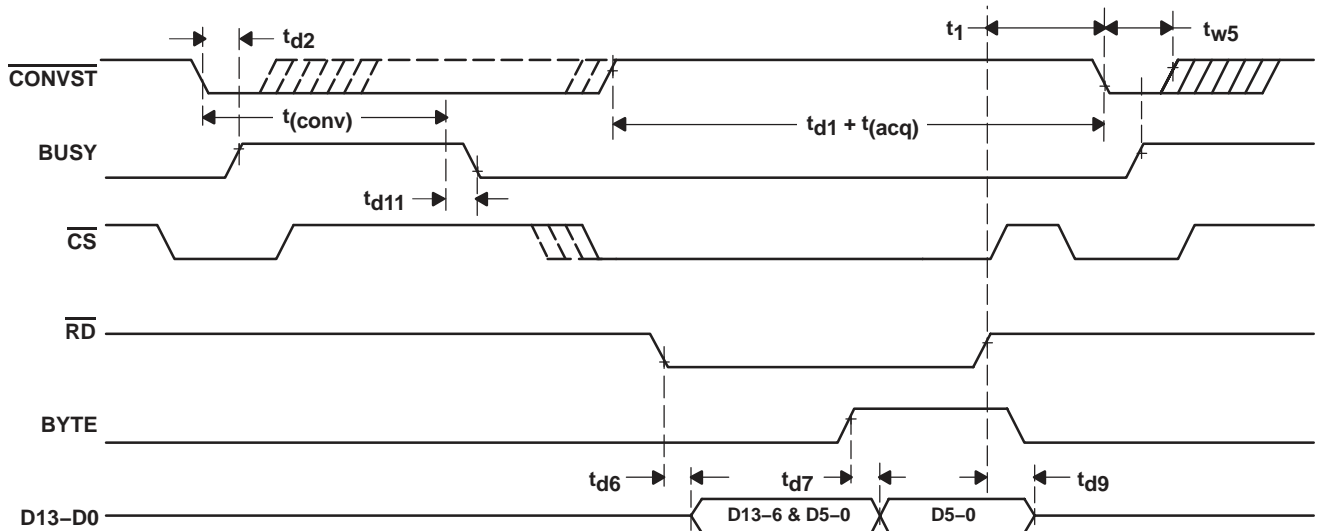 td2
t1
tw5
CONVST
t(conv)
td1 + t(acq)
BUSY
td11
CS
RD
BYTE
td6
td7
td9
D13–D0
D13–6 & D5–0
D5–0